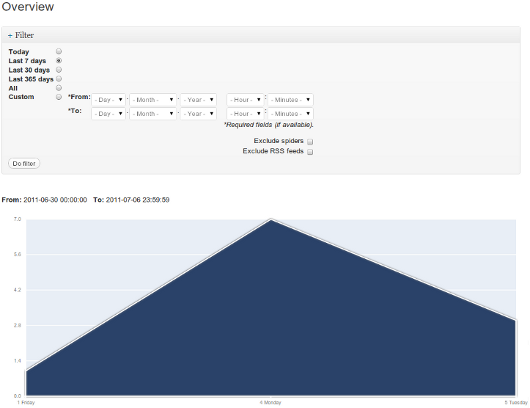 Overview
+ Filter
Today
Last 7 days
Last 30 days
Last 365 days
All
Custom *From: - Day - - Month - - Year - - Hour - : - Minutes -
*To: - Day - - Month - - Year - - Hour - : - Minutes -
*Required fields (if available).
Exclude spiders
Exclude RSS feeds
Do filter
From: 2011-06-30 00:00:00 To: 2011-07-06 23:59:59
7.0
5.6
4.2
2.8
1.4
0.0
1 Friday 4 Monday 5 Tuesday